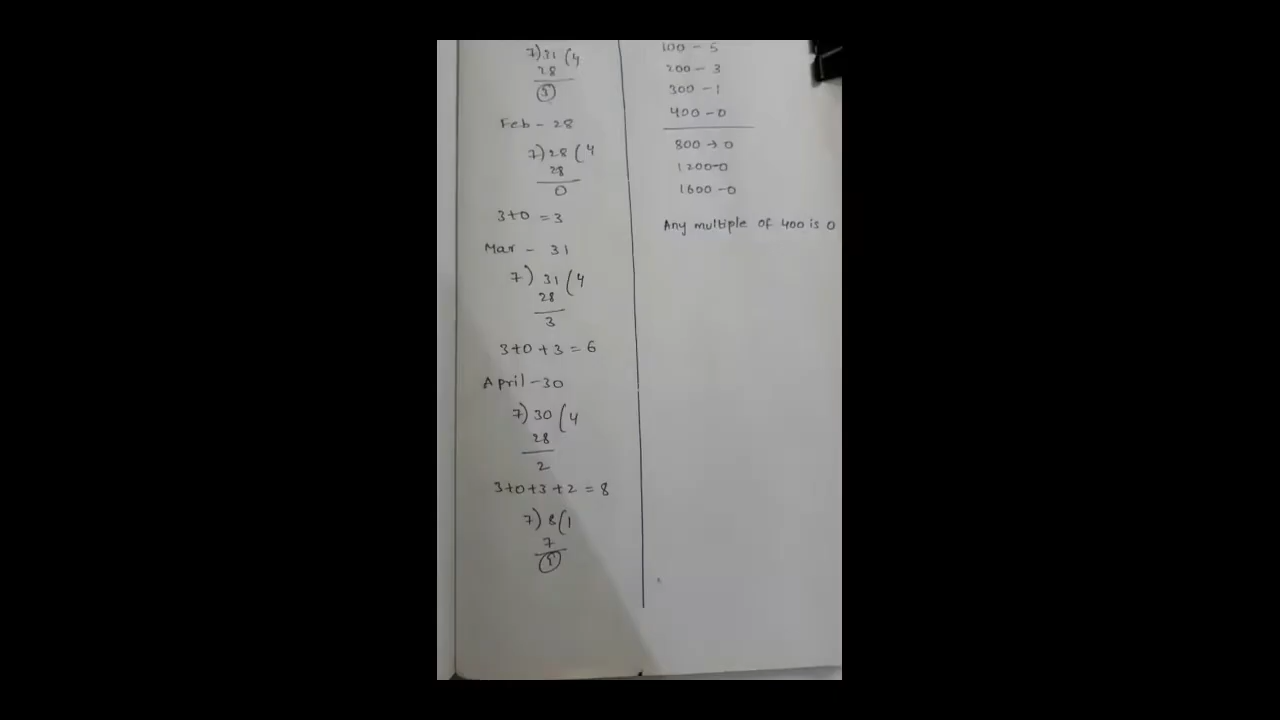 7)31(4
28
3
Feb - 28
7)28(4
28
0
3+0 = 3
Mar - 31
7)31(4
28
3
3+0+3 = 6
April - 30
7)30(4
28
2
3+0+3+2 = 8
7)8(1
7
1
100 - 5
200 - 3
300 - 1
400 - 0
800 → 0
1200-0
1600 - 0
Any multiple of 400 is 0